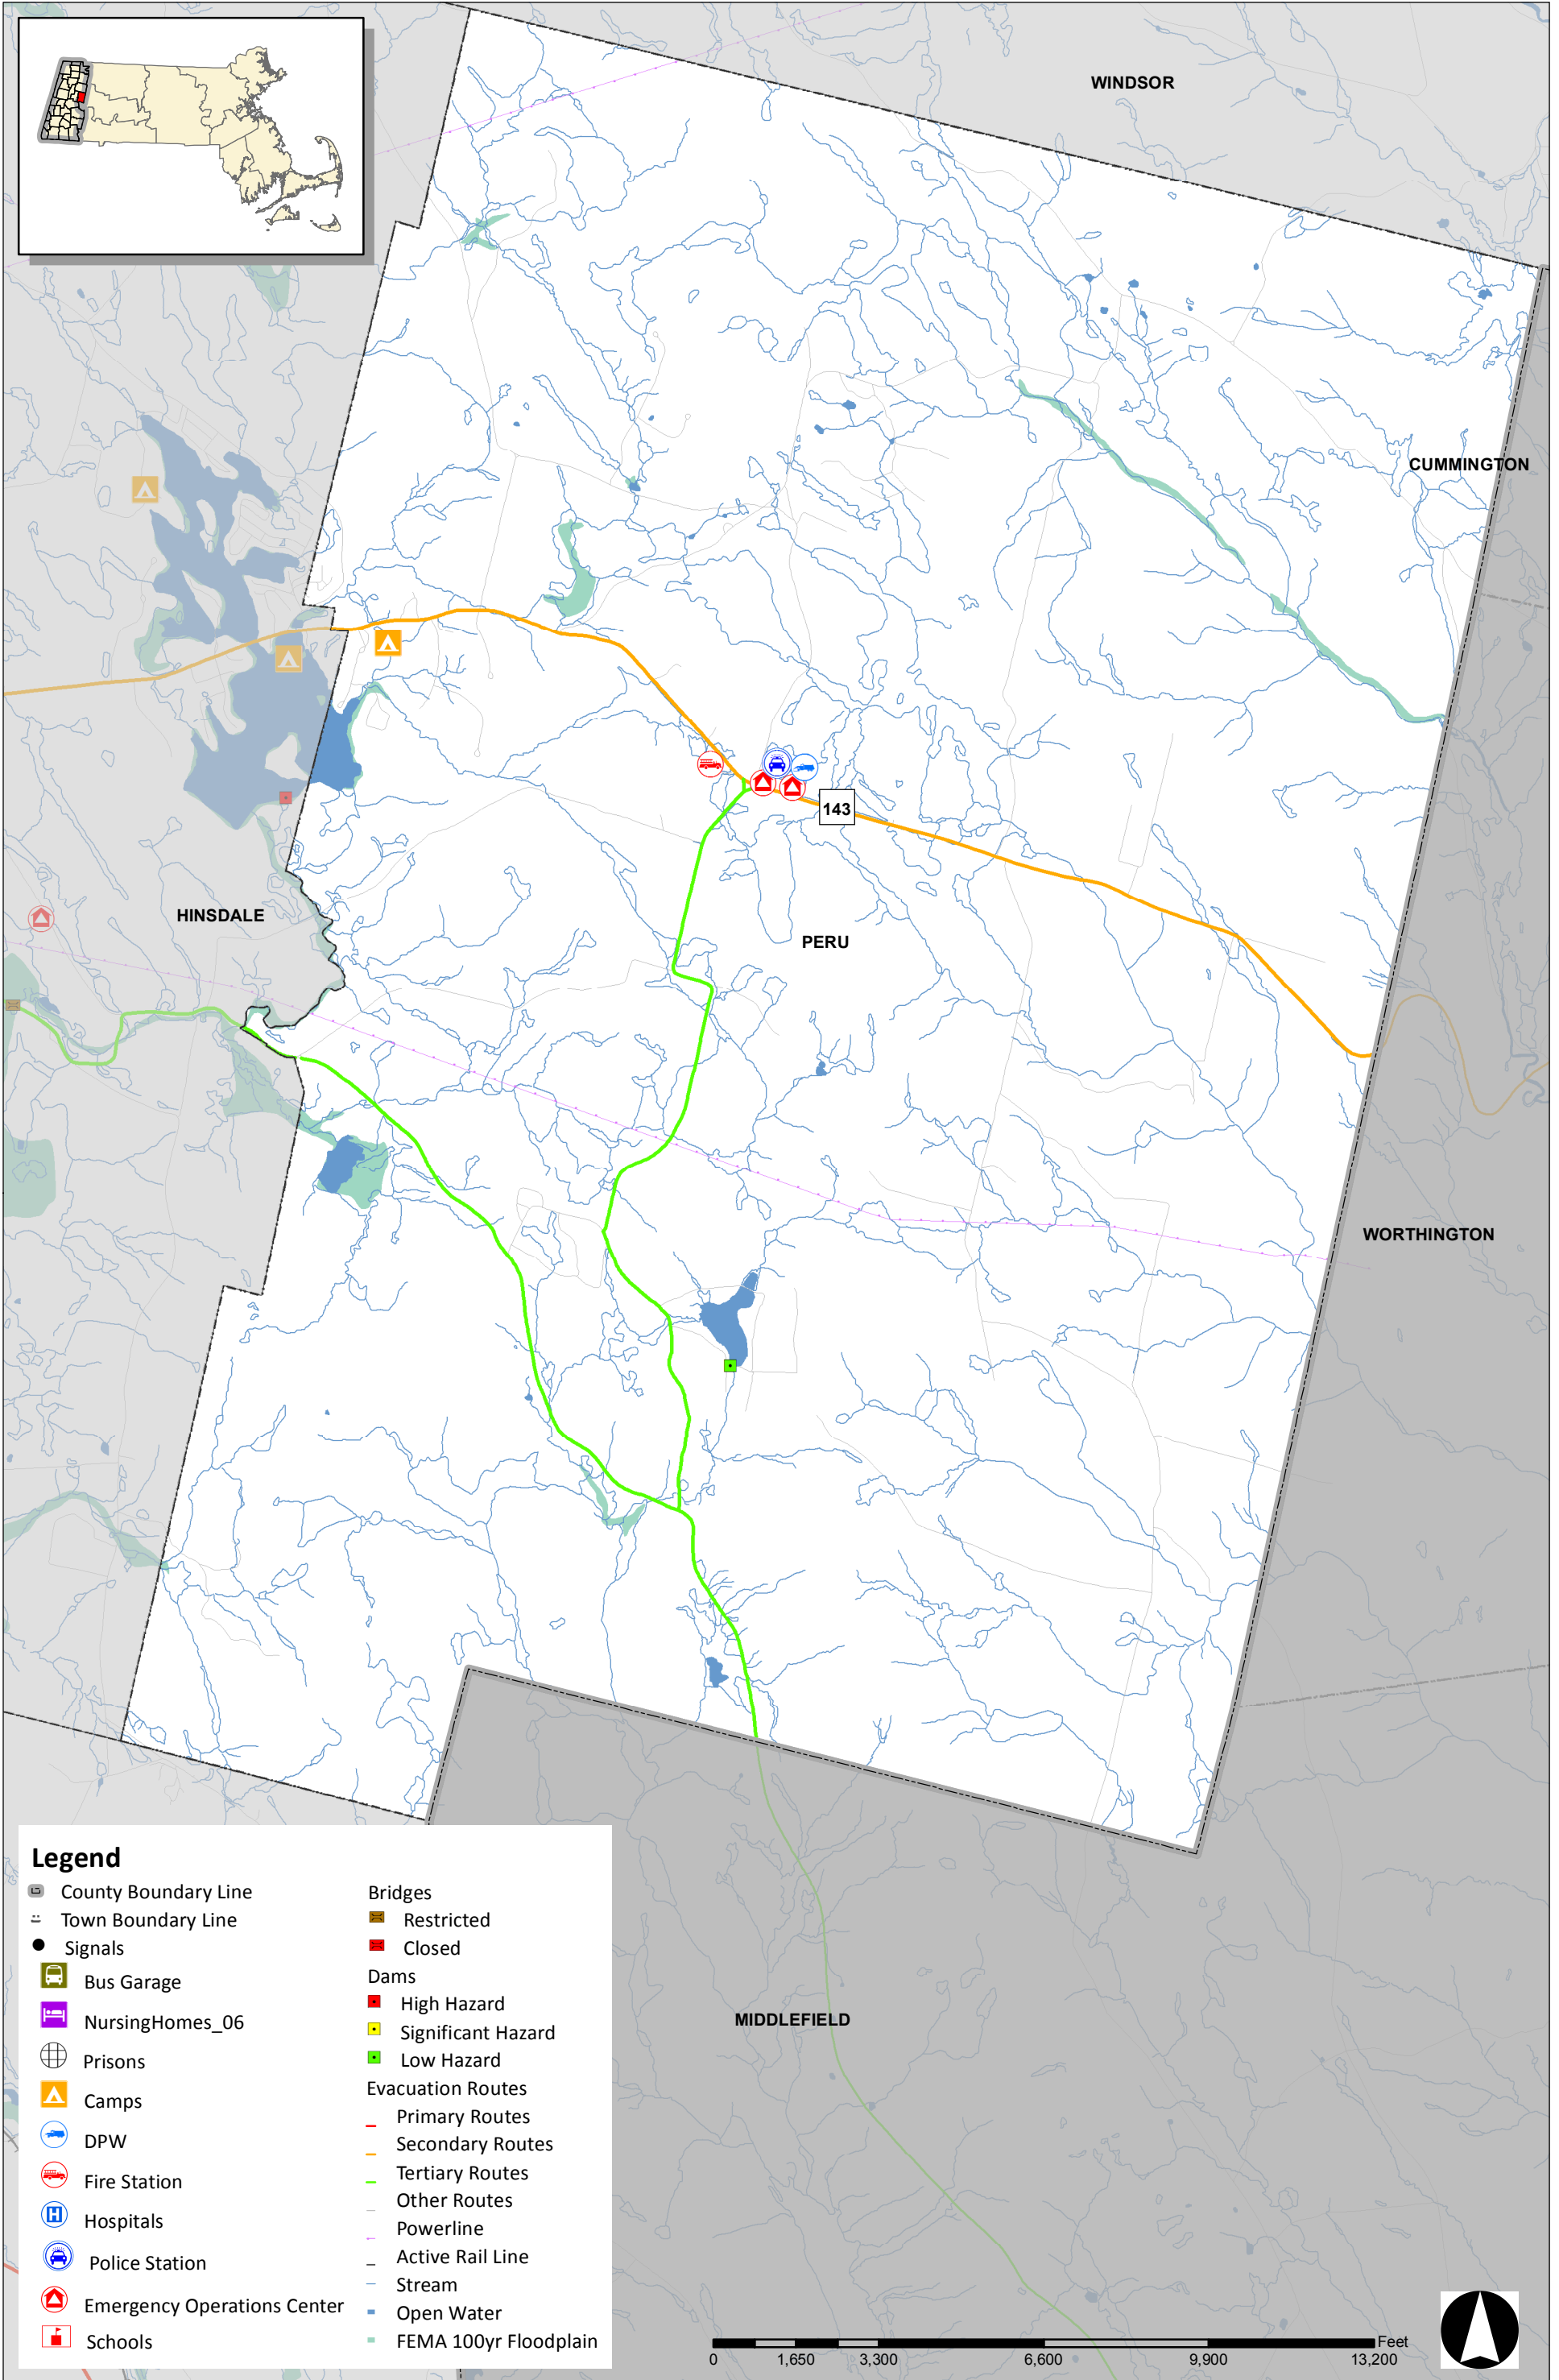 WINDSOR
CUMMINGTON
143
HINSDALE
PERU
WORTHINGTON
MIDDLEFIELD
Legend
County Boundary Line
Town Boundary Line
Signals
Bus Garage
NursingHomes_06
Prisons
Camps
DPW
Fire Station
H
Hospitals
Police Station
Emergency Operations Center
Schools
Bridges
Restricted
Closed
Dams
High Hazard
Significant Hazard
Low Hazard
Evacuation Routes
Primary Routes
Secondary Routes
Tertiary Routes
Other Routes
Powerline
Active Rail Line
Stream
Open Water
FEMA 100yr Floodplain
Feet
0 1,650 3,300 6,600 9,900 13,200